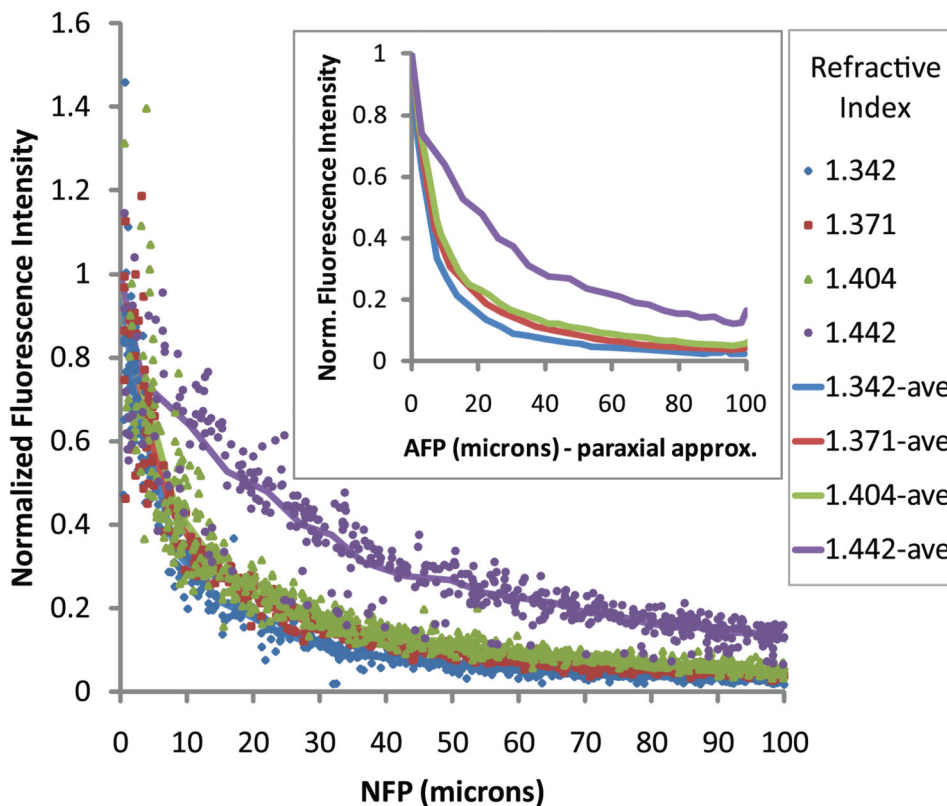 1.6
1.4
1.2
1
0.8
0.6
0.4
0.2
0
Normalized Fluorescence Intensity
0 10 20 30 40 50 60 70 80 90 100
NFP (microns)
1
0.8
0.6
0.4
0.2
0
Norm. Fluorescence Intensity
0 20 40 60 80 100
AFP (microns) - paraxial approx.
Refractive
Index
1.342
1.371
1.404
1.442
1.342-ave
1.371-ave
1.404-ave
1.442-ave